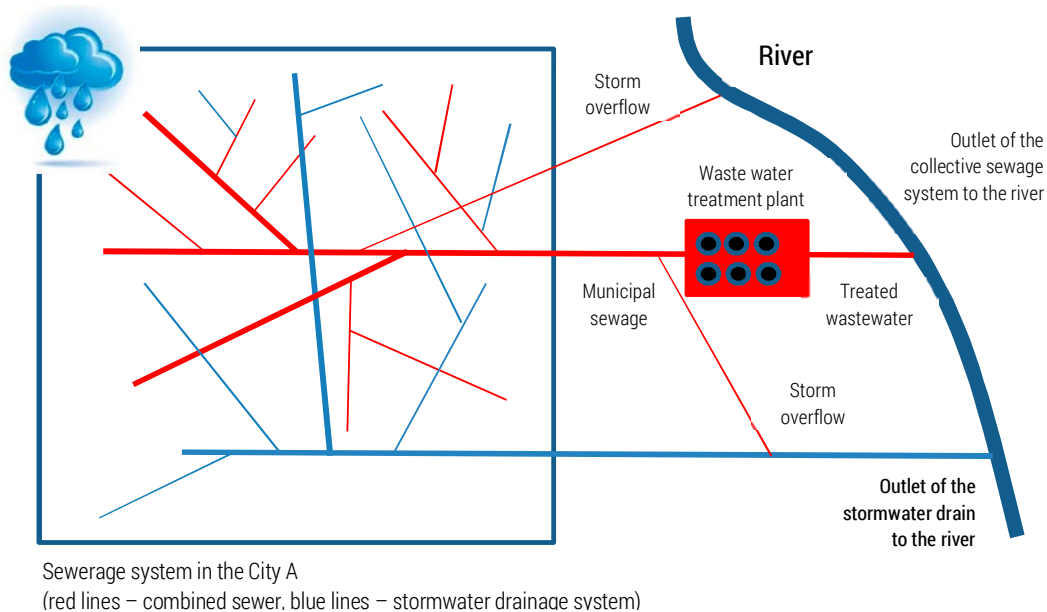 River
Storm
overflow
Outlet of the
collective sewage
system to the river
Waste water
treatment plant
Municipal
sewage
Treated
wastewater
Storm
overflow
Outlet of the
stormwater drain
to the river
Sewerage system in the City A
(red lines – combined sewer, blue lines – stormwater drainage system)